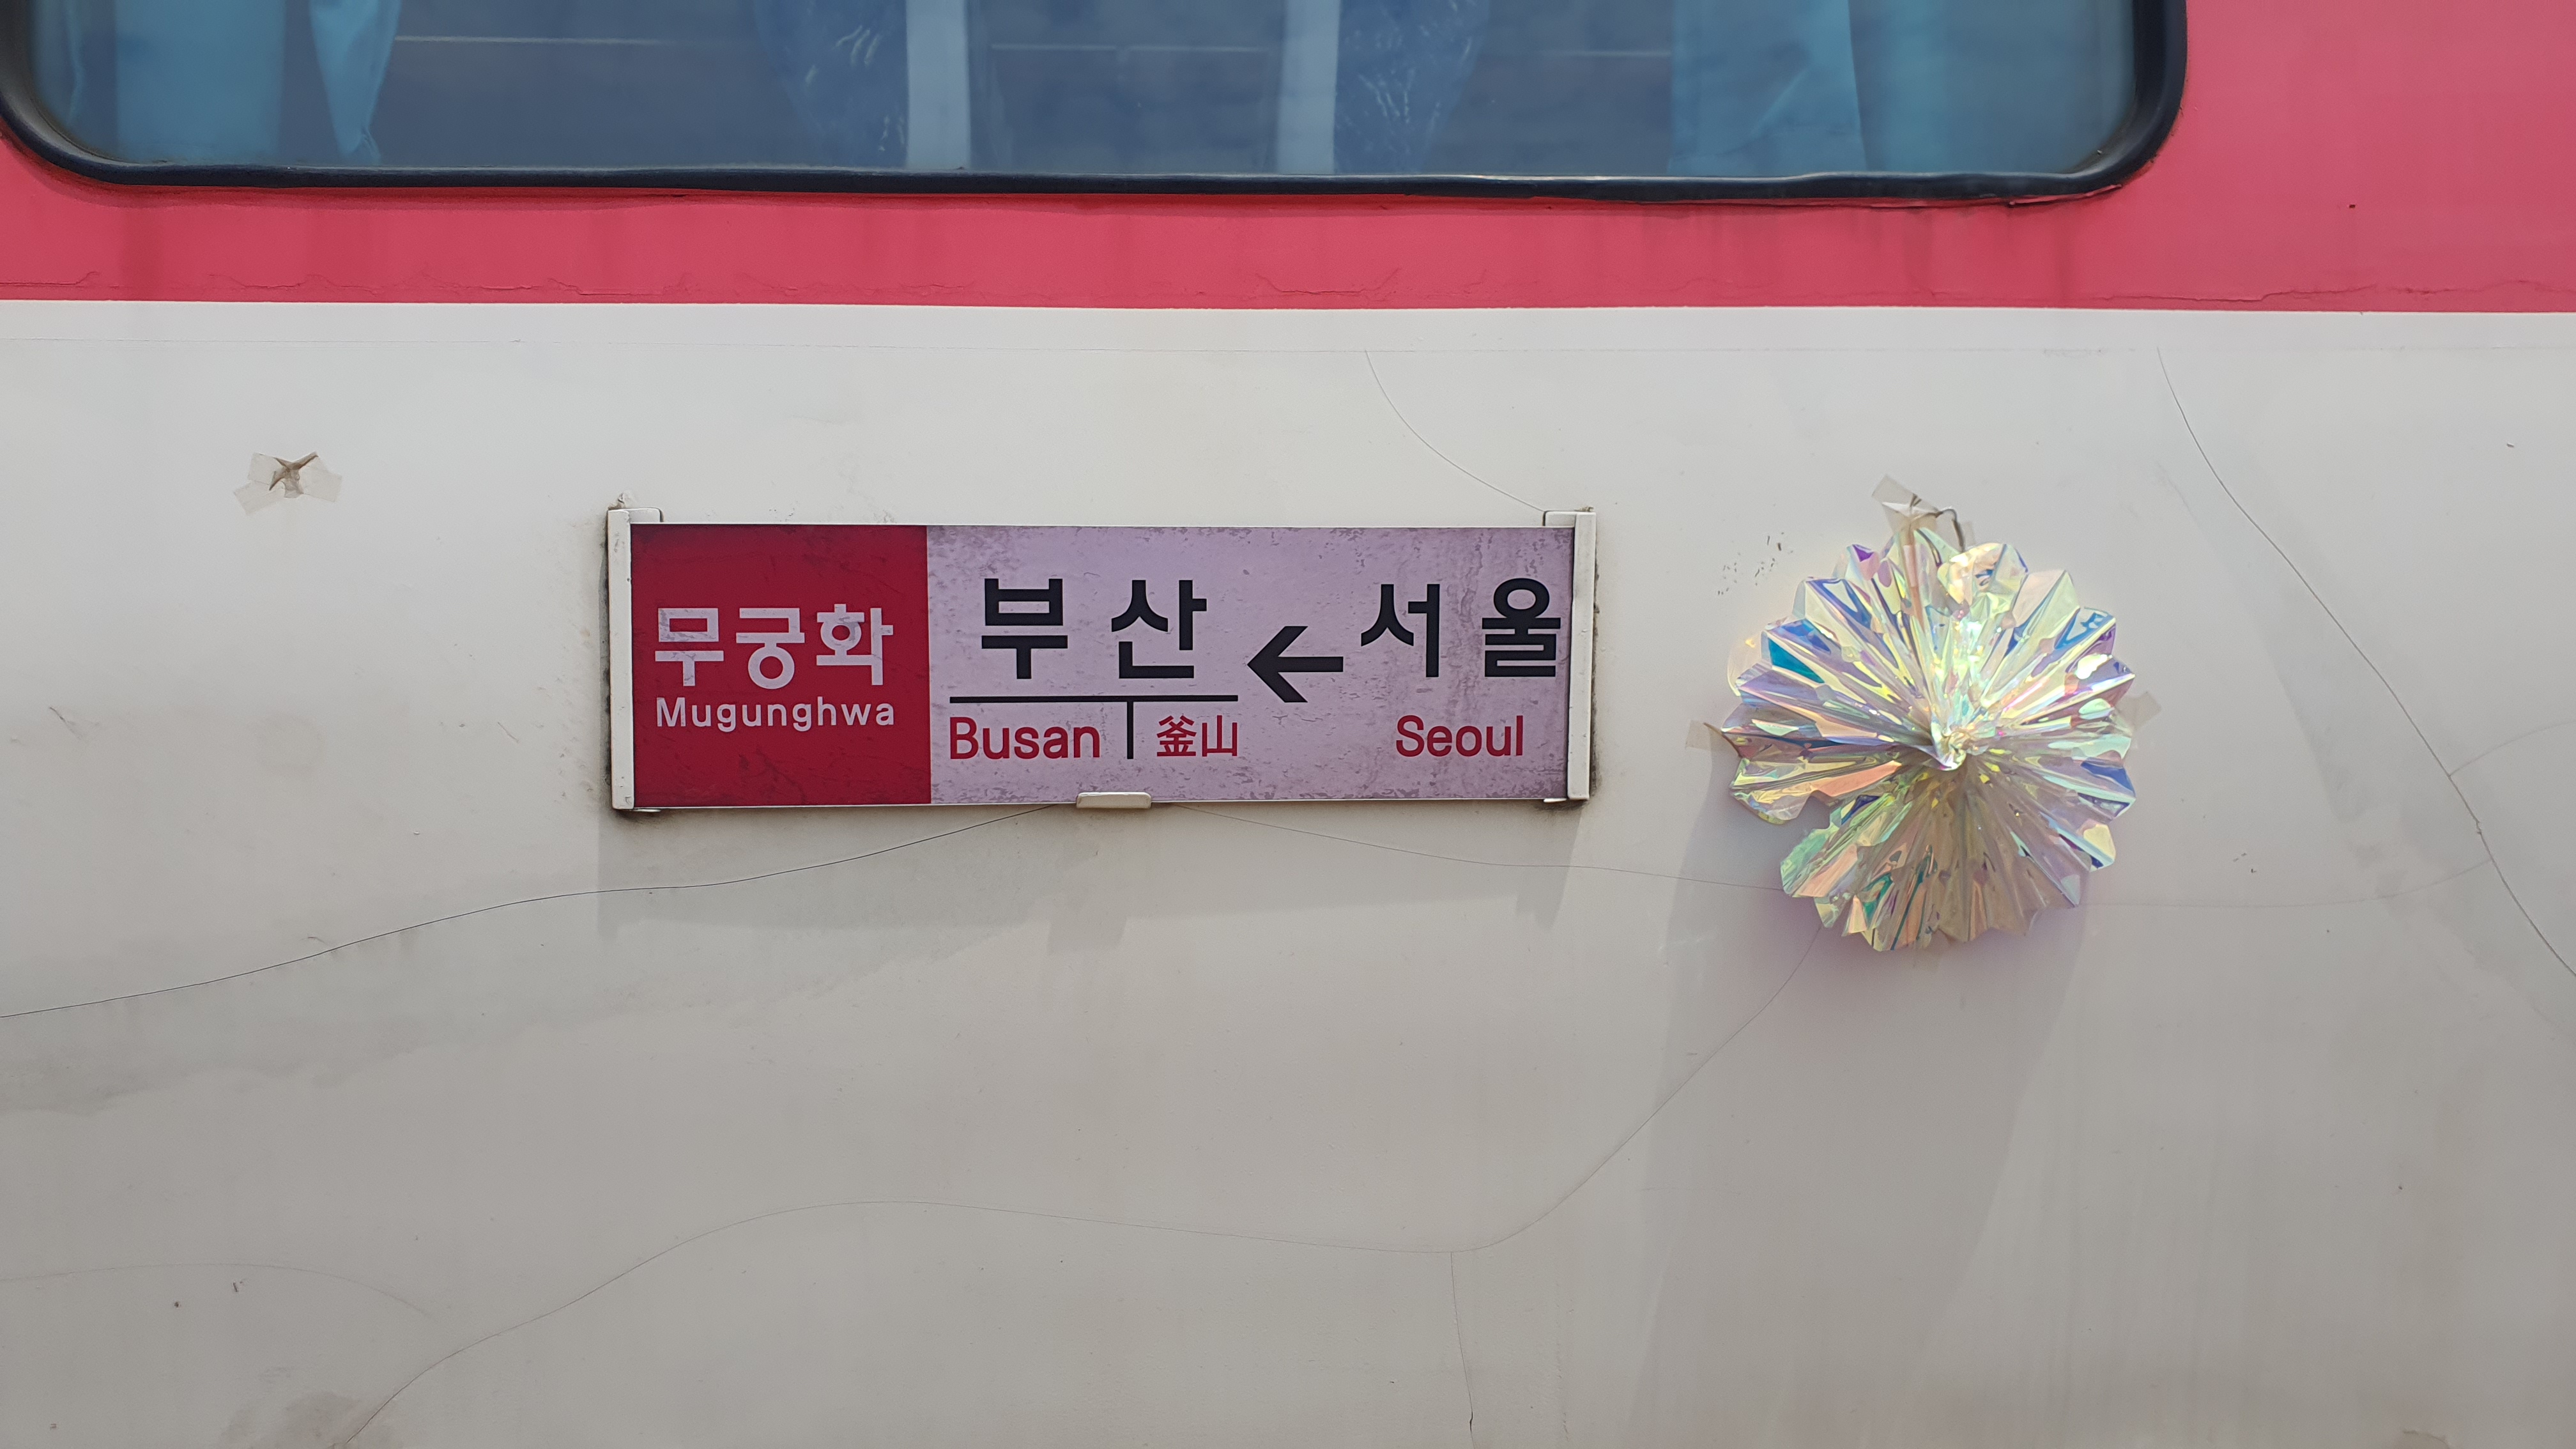 무궁화
Mugunghwa
부산 ← 서울
Busan 釜山 Seoul